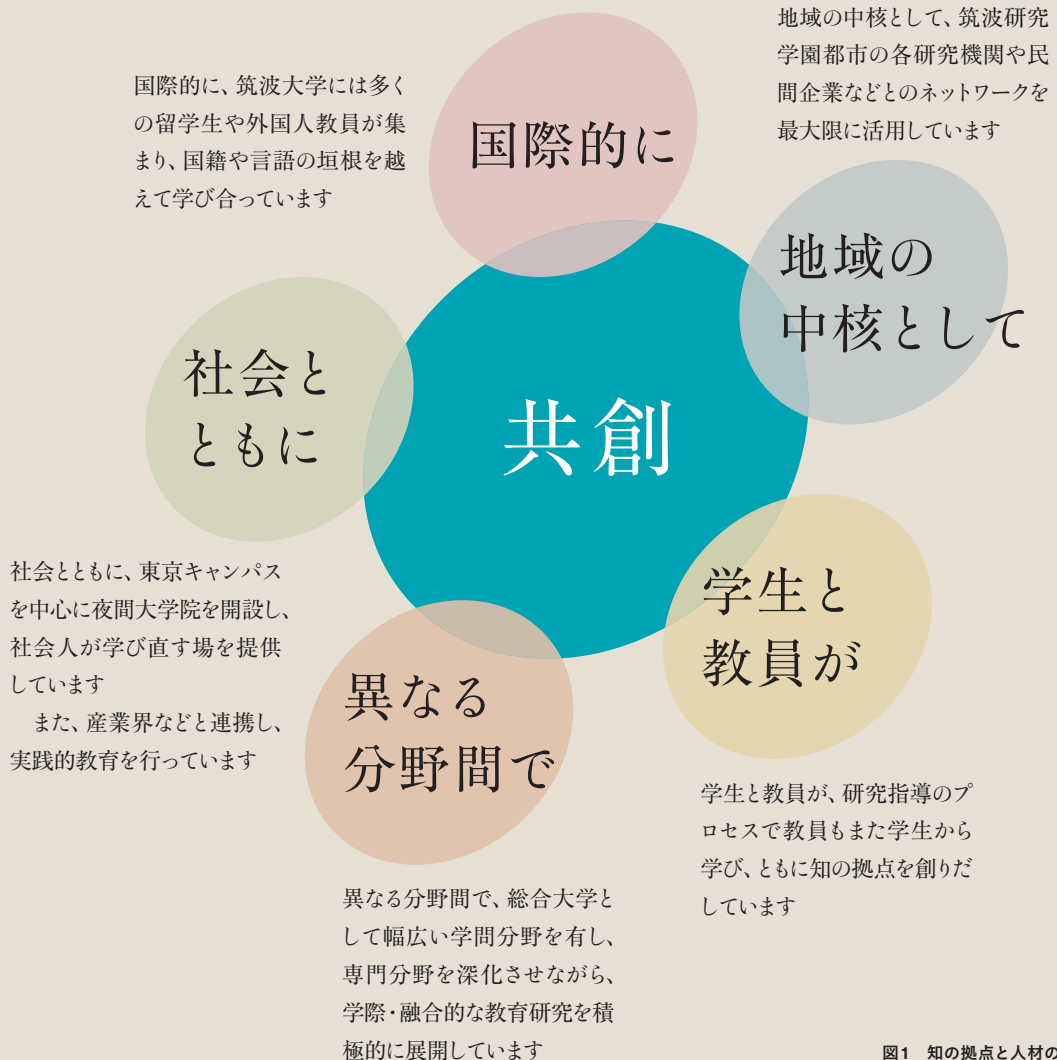 国際的に、筑波大学には多く
の留学生や外国人教員が集
まり、国籍や言語の垣根を越
えて学び合っています
国際的に
地域の中核として、筑波研究
学園都市の各研究機関や民
間企業などとのネットワークを
最大限に活用しています
地域の
中核として
社会と
ともに
共創
社会とともに、東京キャンパス
を中心に夜間大学院を開設し、
社会人が学び直す場を提供
しています
また、産業界などと連携し、
実践的教育を行っています
学生と
教員が
異なる
分野間で
学生と教員が、研究指導のプ
ロセスで教員もまた学生から
学び、ともに知の拠点を創りだ
しています
異なる分野間で、総合大学と
して幅広い学問分野を有し、
専門分野を深化させながら、
学際・融合的な教育研究を積
極的に展開しています
図1 知の拠点と人材の